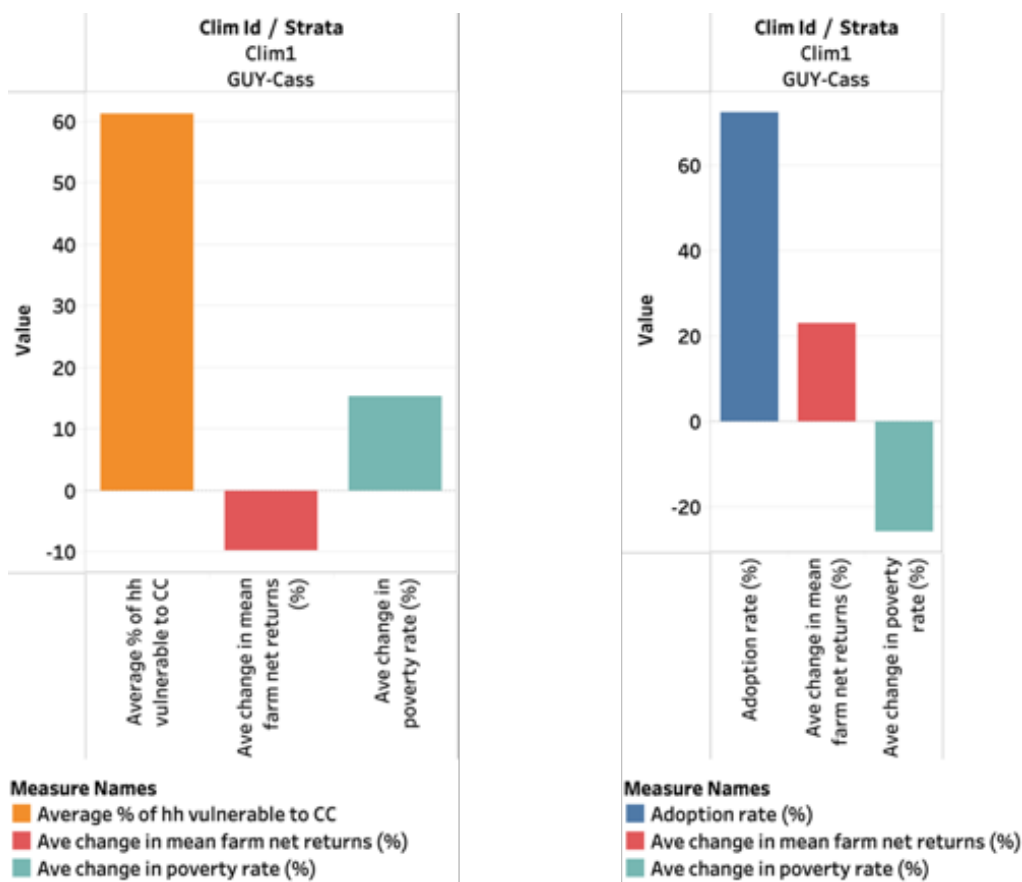 Clim Id / Strata
Clim1
GUY-Cass
Value
60
50
40
30
20
10
0
-10
Average % of hh
vulnerable to CC
Ave change in mean
farm net returns
(%)
Ave change in
poverty rate (%)
Measure Names
Average % of hh vulnerable to CC
Ave change in mean farm net returns (%)
Ave change in poverty rate (%)
Clim Id / Strata
Clim1
GUY-Cass
Value
60
40
20
0
-20
Adoption rate (%)
Ave change in mean
farm net returns (%)
Ave change in poverty
rate (%)
Measure Names
Adoption rate (%)
Ave change in mean farm net returns (%)
Ave change in poverty rate (%)